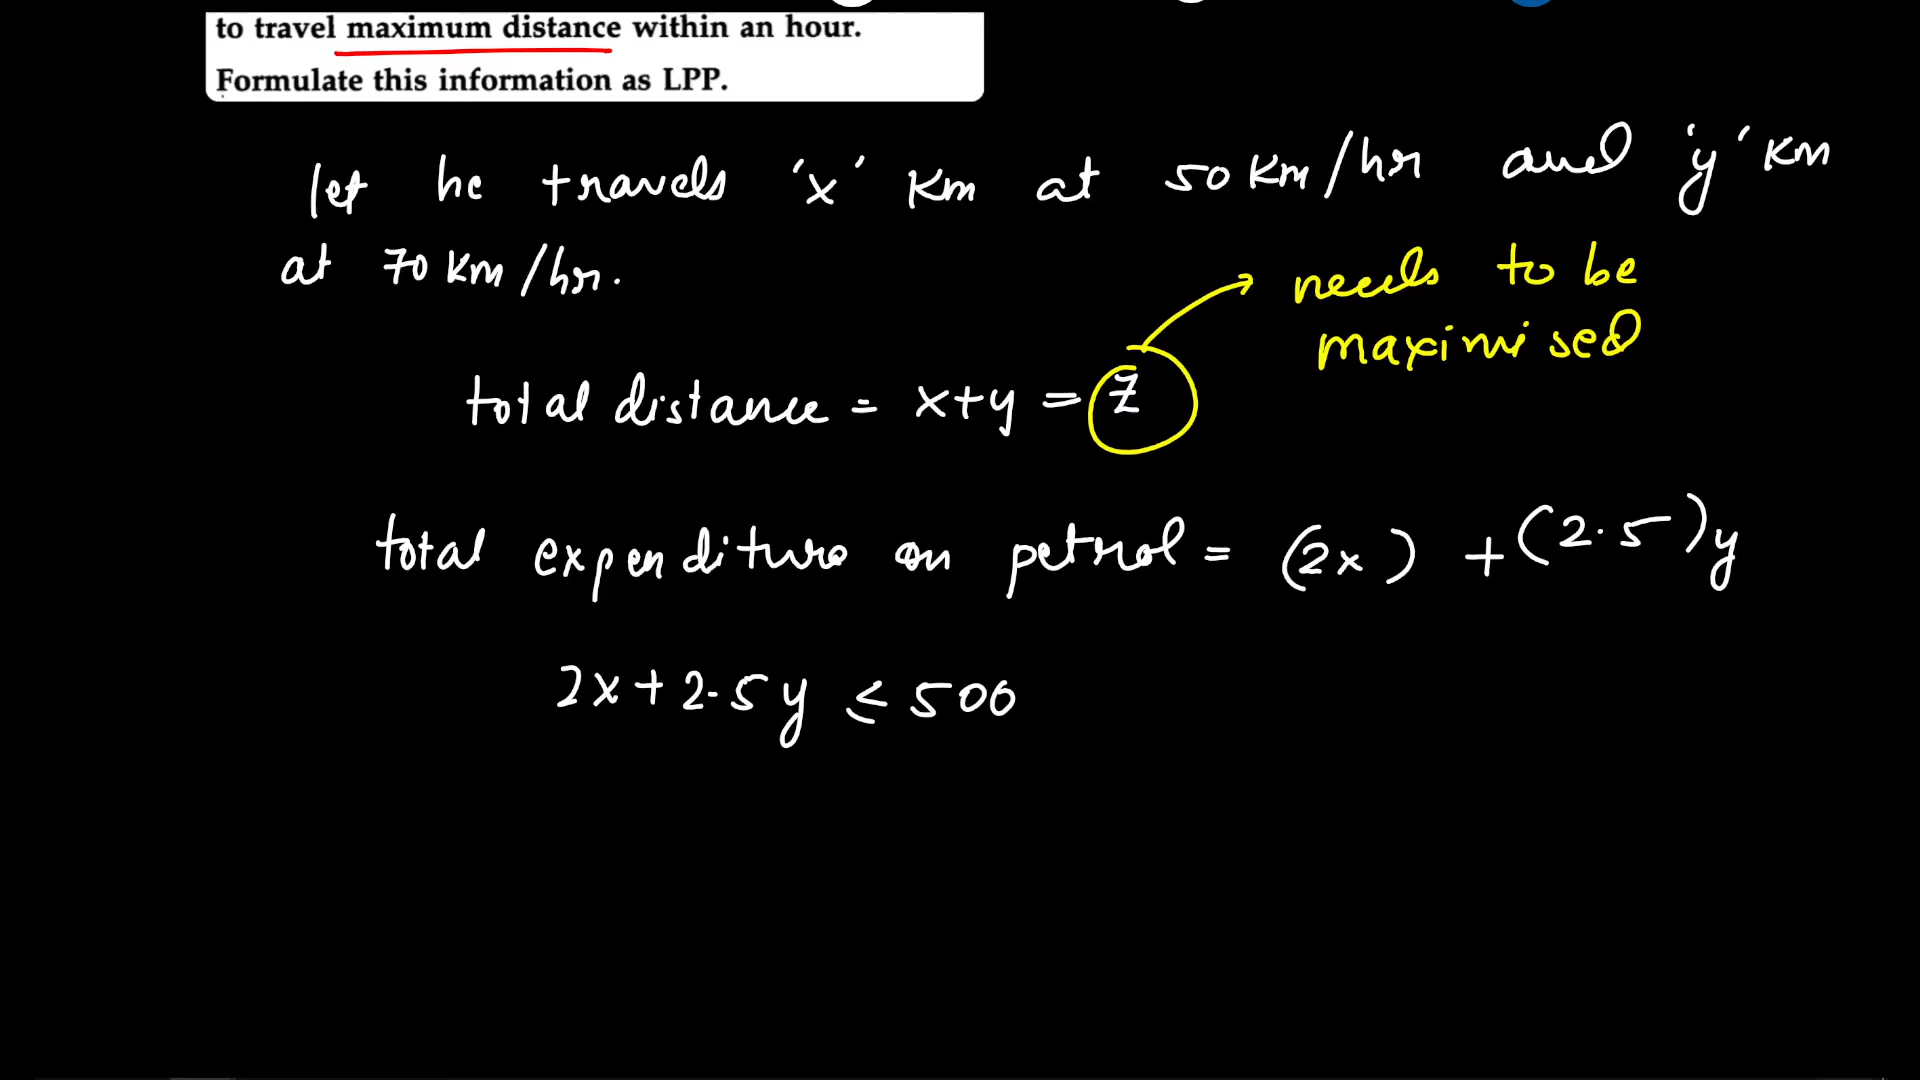 to travel maximum distance within an hour.
Formulate this information as LPP.
let he travels 'x' Km at 50 Km/hr and 'y' Km
at 70 Km/hr.
needs to be
maximised
total distance = x+y = Z
total expenditure on petrol = (2x) + (2.5)y
2x + 2.5y ≤ 500